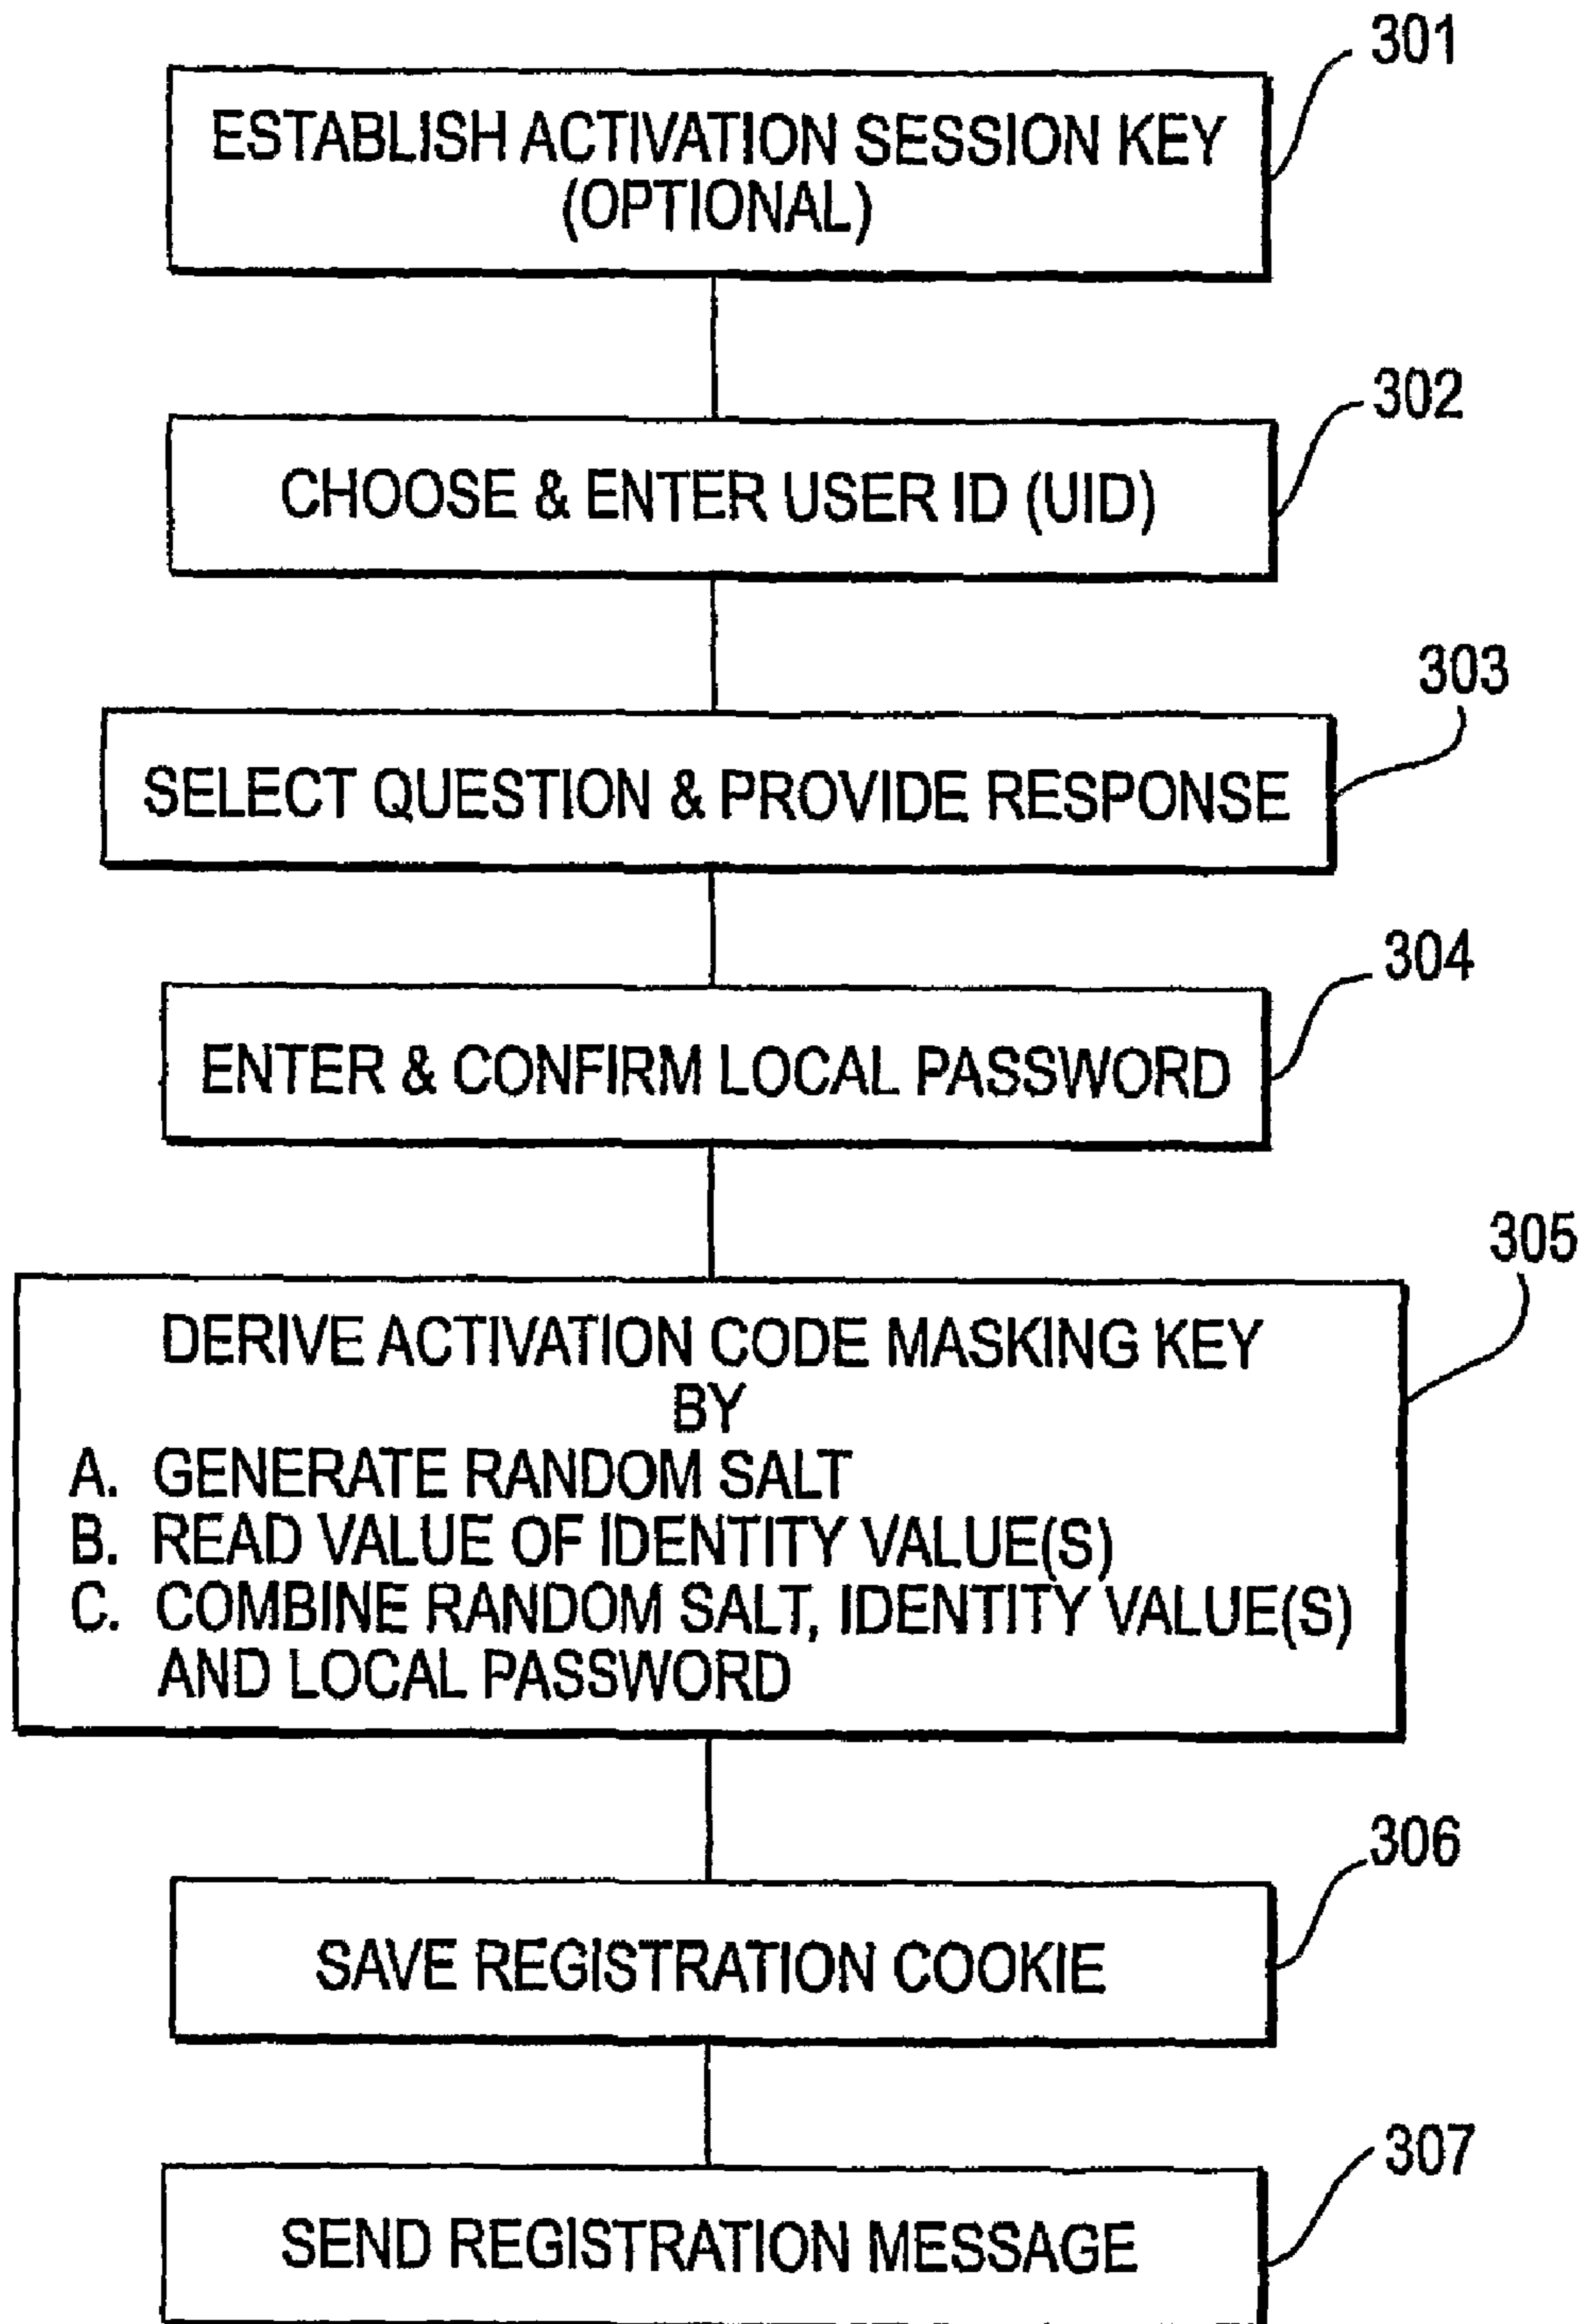 301
ESTABLISH ACTIVATION SESSION KEY
(OPTIONAL)
302
CHOOSE & ENTER USER ID (UID)
303
SELECT QUESTION & PROVIDE RESPONSE
304
ENTER & CONFIRM LOCAL PASSWORD
305
DERIVE ACTIVATION CODE MASKING KEY
BY
A. GENERATE RANDOM SALT
B. READ VALUE OF IDENTITY VALUE(S)
C. COMBINE RANDOM SALT, IDENTITY VALUE(S)
AND LOCAL PASSWORD
306
SAVE REGISTRATION COOKIE
307
SEND REGISTRATION MESSAGE